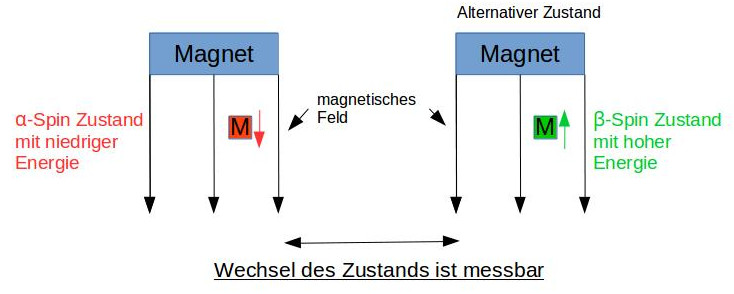 Alternativer Zustand
Magnet
Magnet
α-Spin Zustand
mit niedriger
Energie
M
magnetisches
Feld
M
β-Spin Zustand
mit hoher
Energie
Wechsel des Zustands ist messbar